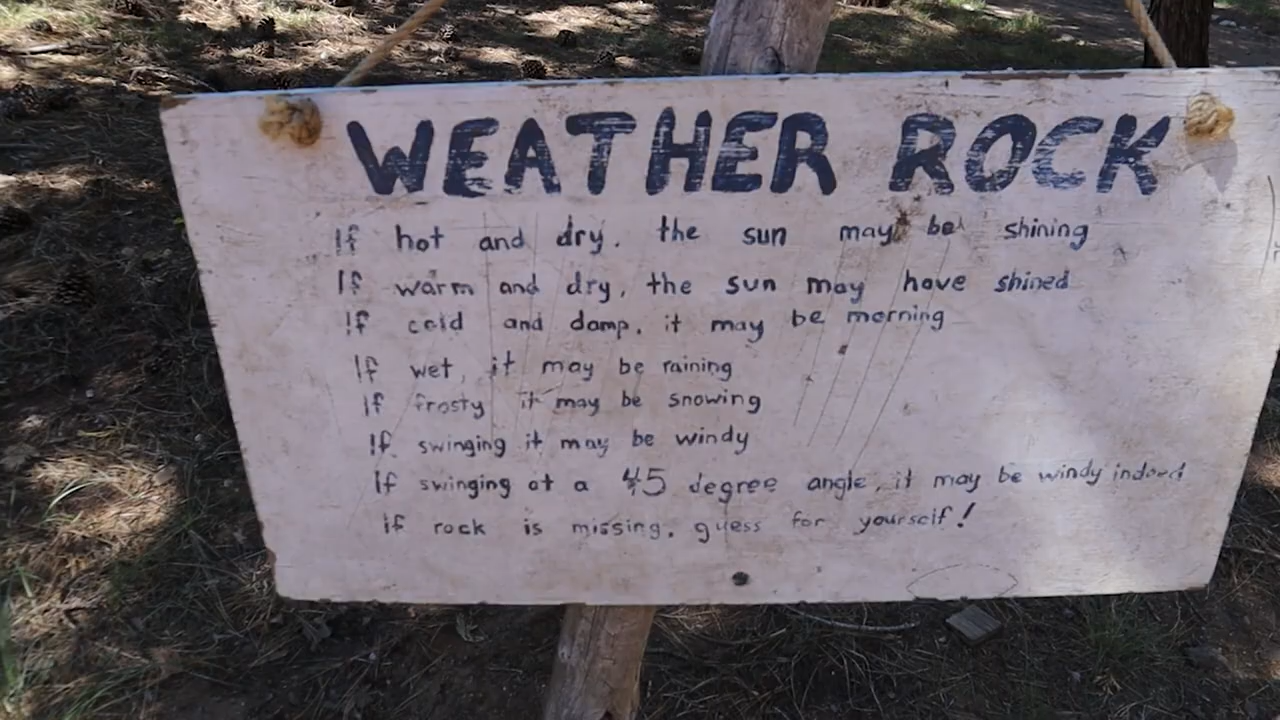 WEATHER ROCK
If hot and dry, the sun may be shining
If warm and dry, the sun may have shined
If cold and damp, it may be morning
If wet, it may be raining
If frosty it may be snowing
If swinging it may be windy
If swinging at a 45 degree angle, it may be windy indeed
if rock is missing, guess for yourself!